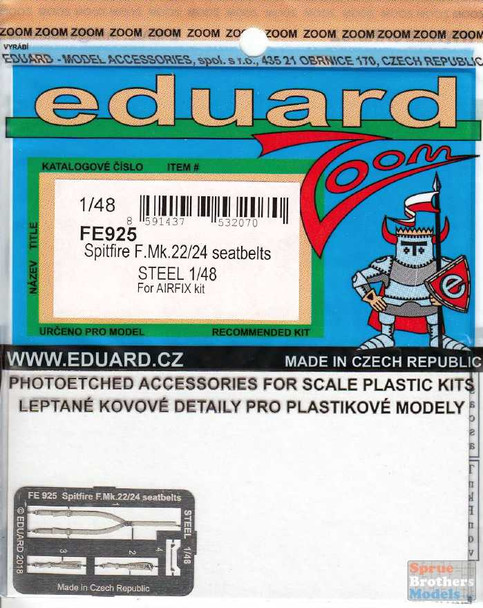 ZOOM ZOOM ZOOM ZOOM ZOOM ZOOM ZOOM ZOOM ZOOM ZOOM
VYRÁBÍ
EDUARD - MODEL ACCESSORIES, spol. s r.o., 435 21 OBRNICE 170, CZECH REPUBLIC
eduard
Zoom
KATALOGOVÉ ČÍSLO ITEM #
1/48
8 591437 532070
FE925
Spitfire F.Mk.22/24 seatbelts
STEEL 1/48
For AIRFIX kit
NÁZEV TITLE
URČENO PRO MODEL RECOMMENDED KIT
e
WWW.EDUARD.CZ MADE IN CZECH REPUBLIC
PHOTOETCHED ACCESSORIES FOR SCALE PLASTIC KITS
LEPTANÉ KOVOVÉ DETAILY PRO PLASTIKOVÉ MODELY
FE 925 Spitfire F.Mk.22/24 seatbelts
© EDUARD 2018
1
3
2
4
STEEL 1/48
Made in Czech Republic
Sprue
Brothers
Models